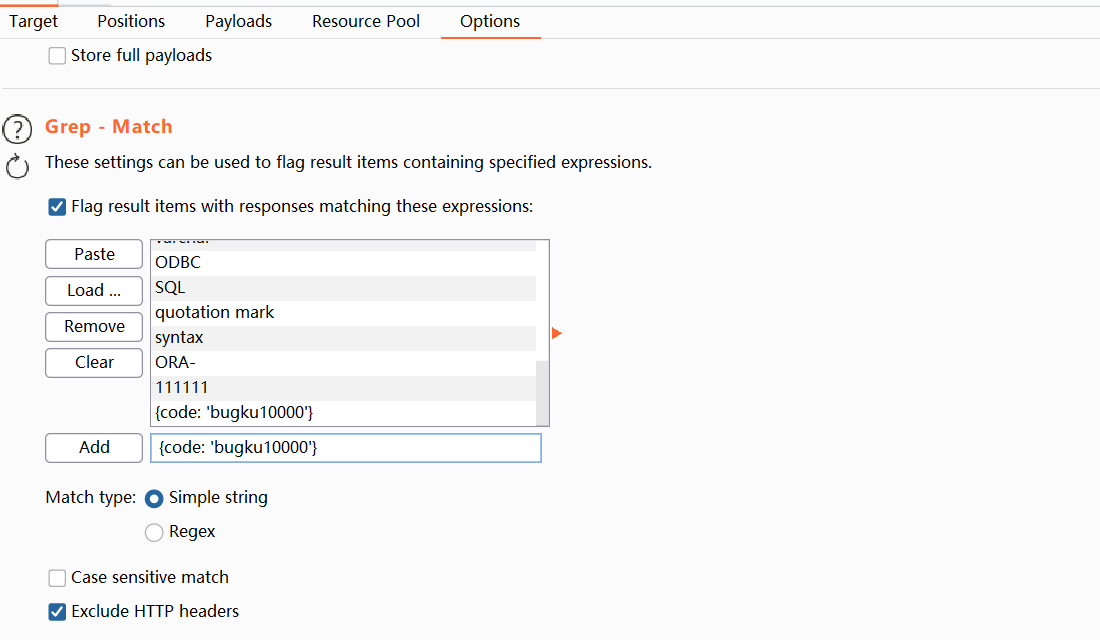 Target Positions Payloads Resource Pool Options
Store full payloads
Grep - Match
These settings can be used to flag result items containing specified expressions.
Flag result items with responses matching these expressions:
Paste
Load ...
Remove
Clear
varchar
ODBC
SQL
quotation mark
syntax
ORA-
111111
{code: 'bugku10000'}
Add
{code: 'bugku10000'}
Match type:
Simple string
Regex
Case sensitive match
Exclude HTTP headers